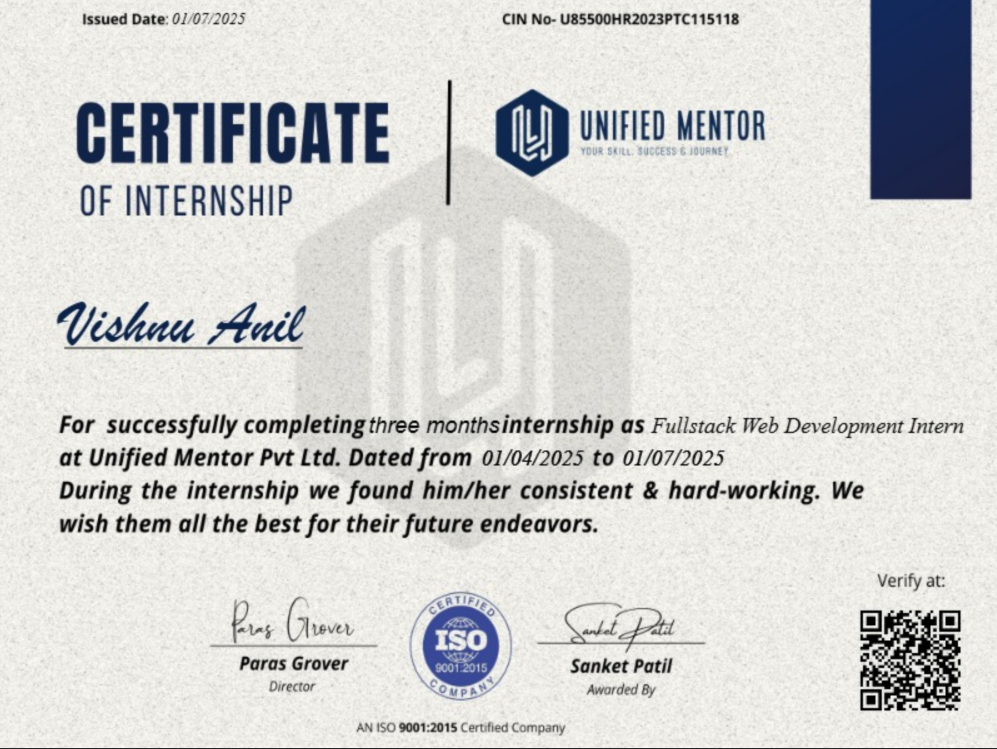 Issued Date: 01/07/2025
CIN No- U85500HR2023PTC115118
CERTIFICATE
OF INTERNSHIP
UNIFIED MENTOR
YOUR SKILL, SUCCESS & JOURNEY
Vishnu Anil
For successfully completing three months internship as Fullstack Web Development Intern
at Unified Mentor Pvt Ltd. Dated from 01/04/2025 to 01/07/2025
During the internship we found him/her consistent & hard-working. We
wish them all the best for their future endeavors.
Verify at:
Paras Grover
Paras Grover
Director
CERTIFIED
ISO
9001:2015
COMPANY
Sanket Patil
Sanket Patil
Awarded By
AN ISO 9001:2015 Certified Company